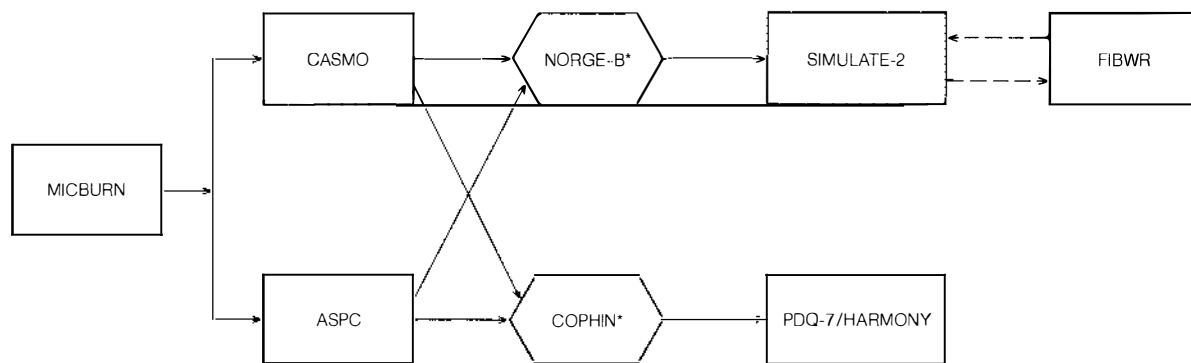 CASMO
NORGE-B*
SIMULATE-2
FIBWR
MICBURN
ASPC
COPHIN*
PDQ-7/HARMONY